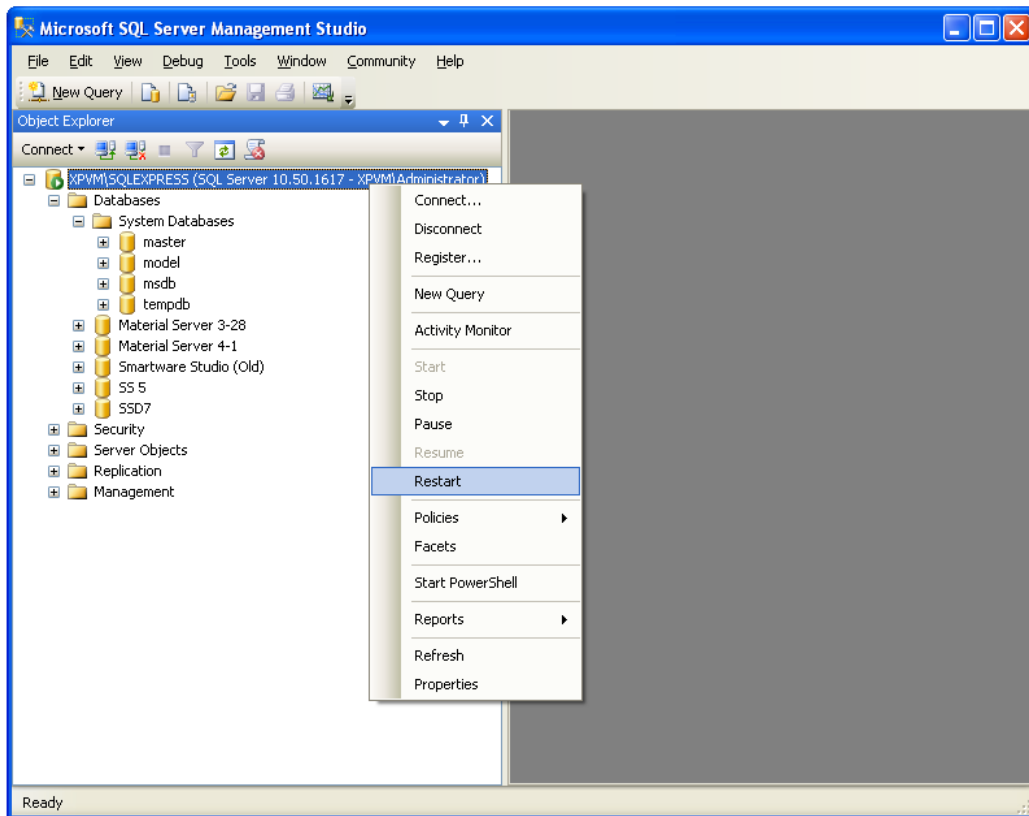 Microsoft SQL Server Management Studio
File Edit View Debug Tools Window Community Help
New Query
Object Explorer
Connect
XPVM\SQLEXPRESS (SQL Server 10.50.1617 - XPVM\Administrator)
Databases
System Databases
master
model
msdb
tempdb
Material Server 3-28
Material Server 4-1
Smartware Studio (Old)
SS 5
SSD7
Security
Server Objects
Replication
Management
Connect...
Disconnect
Register...
New Query
Activity Monitor
Start
Stop
Pause
Resume
Restart
Policies
Facets
Start PowerShell
Reports
Refresh
Properties
Ready